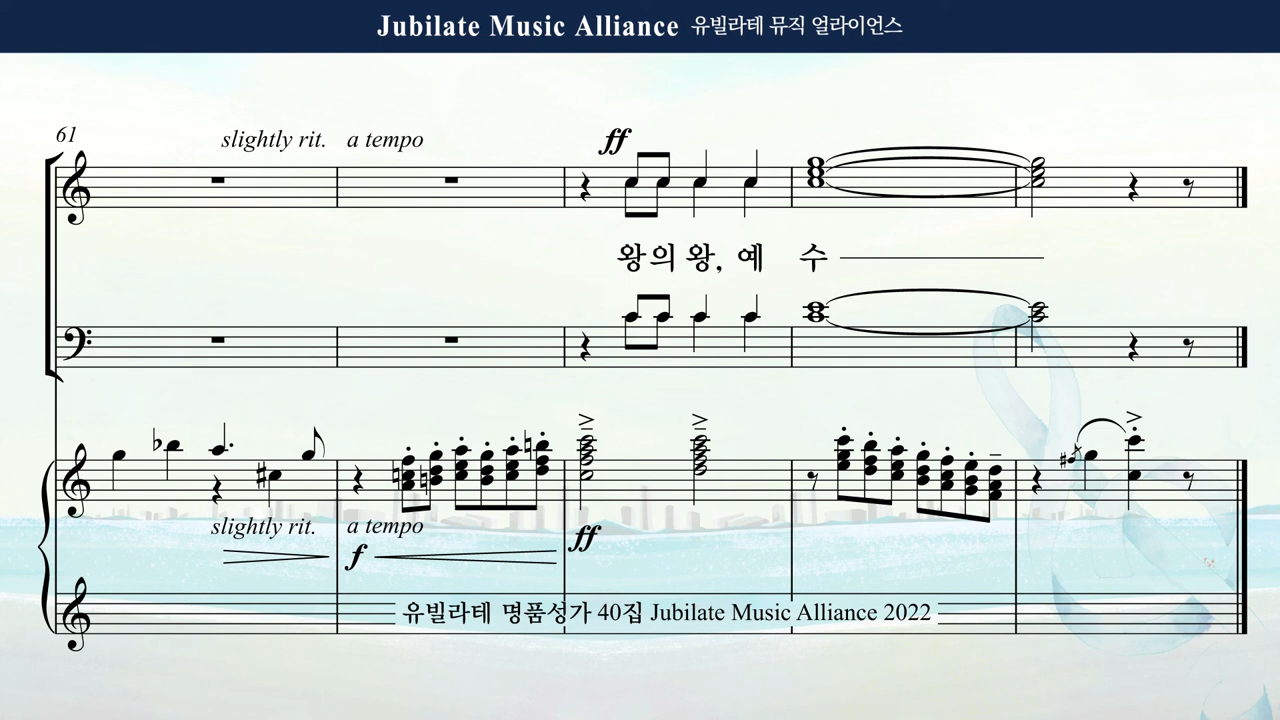 Jubilate Music Alliance 유빌라테 뮤직 얼라이언스
61
slightly rit. a tempo
ff
왕의 왕, 예 수
slightly rit. a tempo
f
ff
유빌라테 명품성가 40집 Jubilate Music Alliance 2022